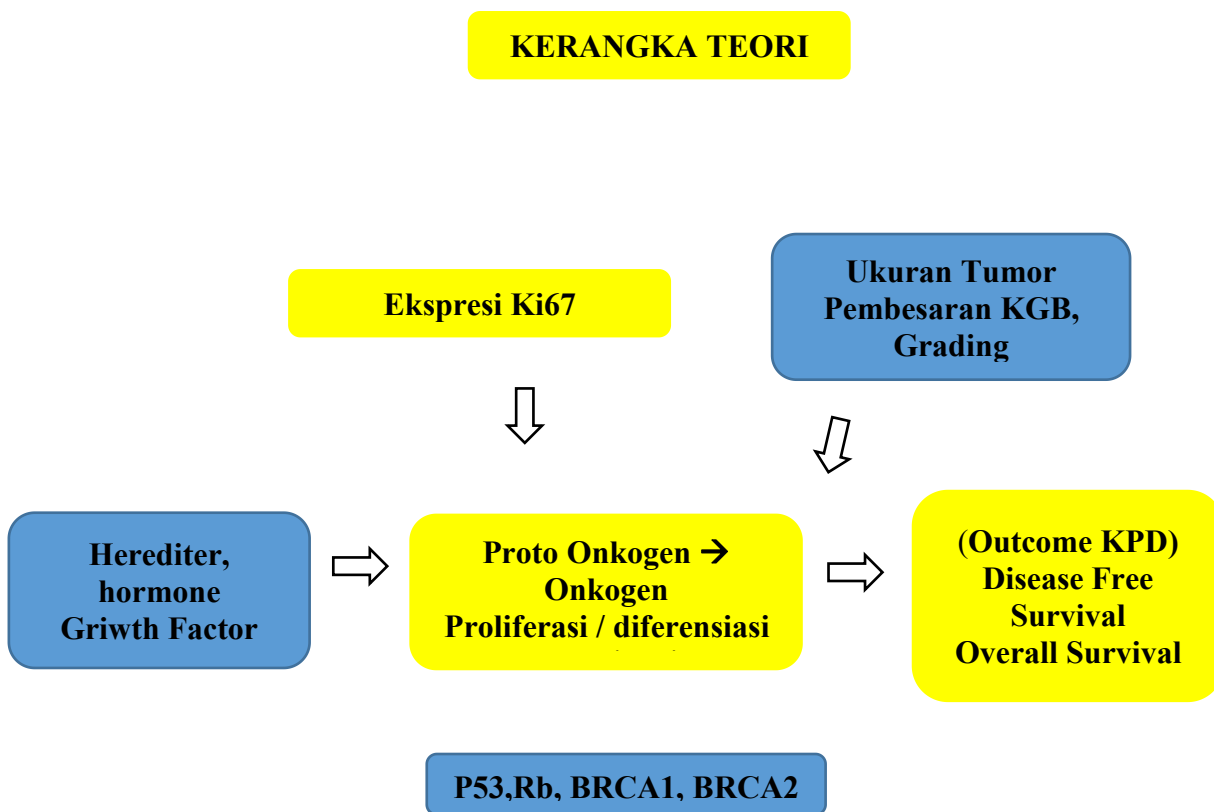 KERANGKA TEORI
Ekspresi Ki67
Ukuran Tumor
Pembesaran KGB,
Grading
Herediter,
hormone
Griwth Factor
Proto Onkogen →
Onkogen
Proliferasi / diferensiasi
(Outcome KPD)
Disease Free
Survival
Overall Survival
P53,Rb, BRCA1, BRCA2